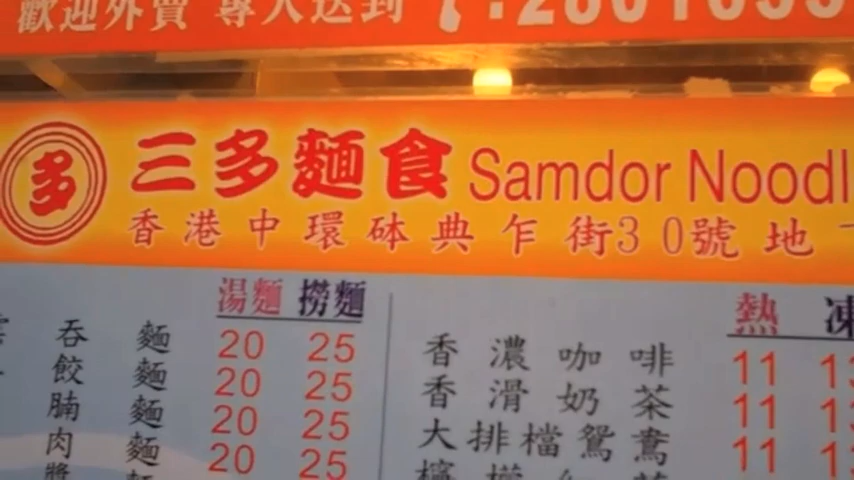 歡迎外賣 專人送到
多 三多麵食 Samdor
香港中環砵典乍街30號地
湯麵 撈麵 熱
吞麵 20 25 香濃咖啡 11
餃麵 20 25 香滑奶茶 11
腩麵 20 25 大排檔鴛鴦 11
肉麵 20 25